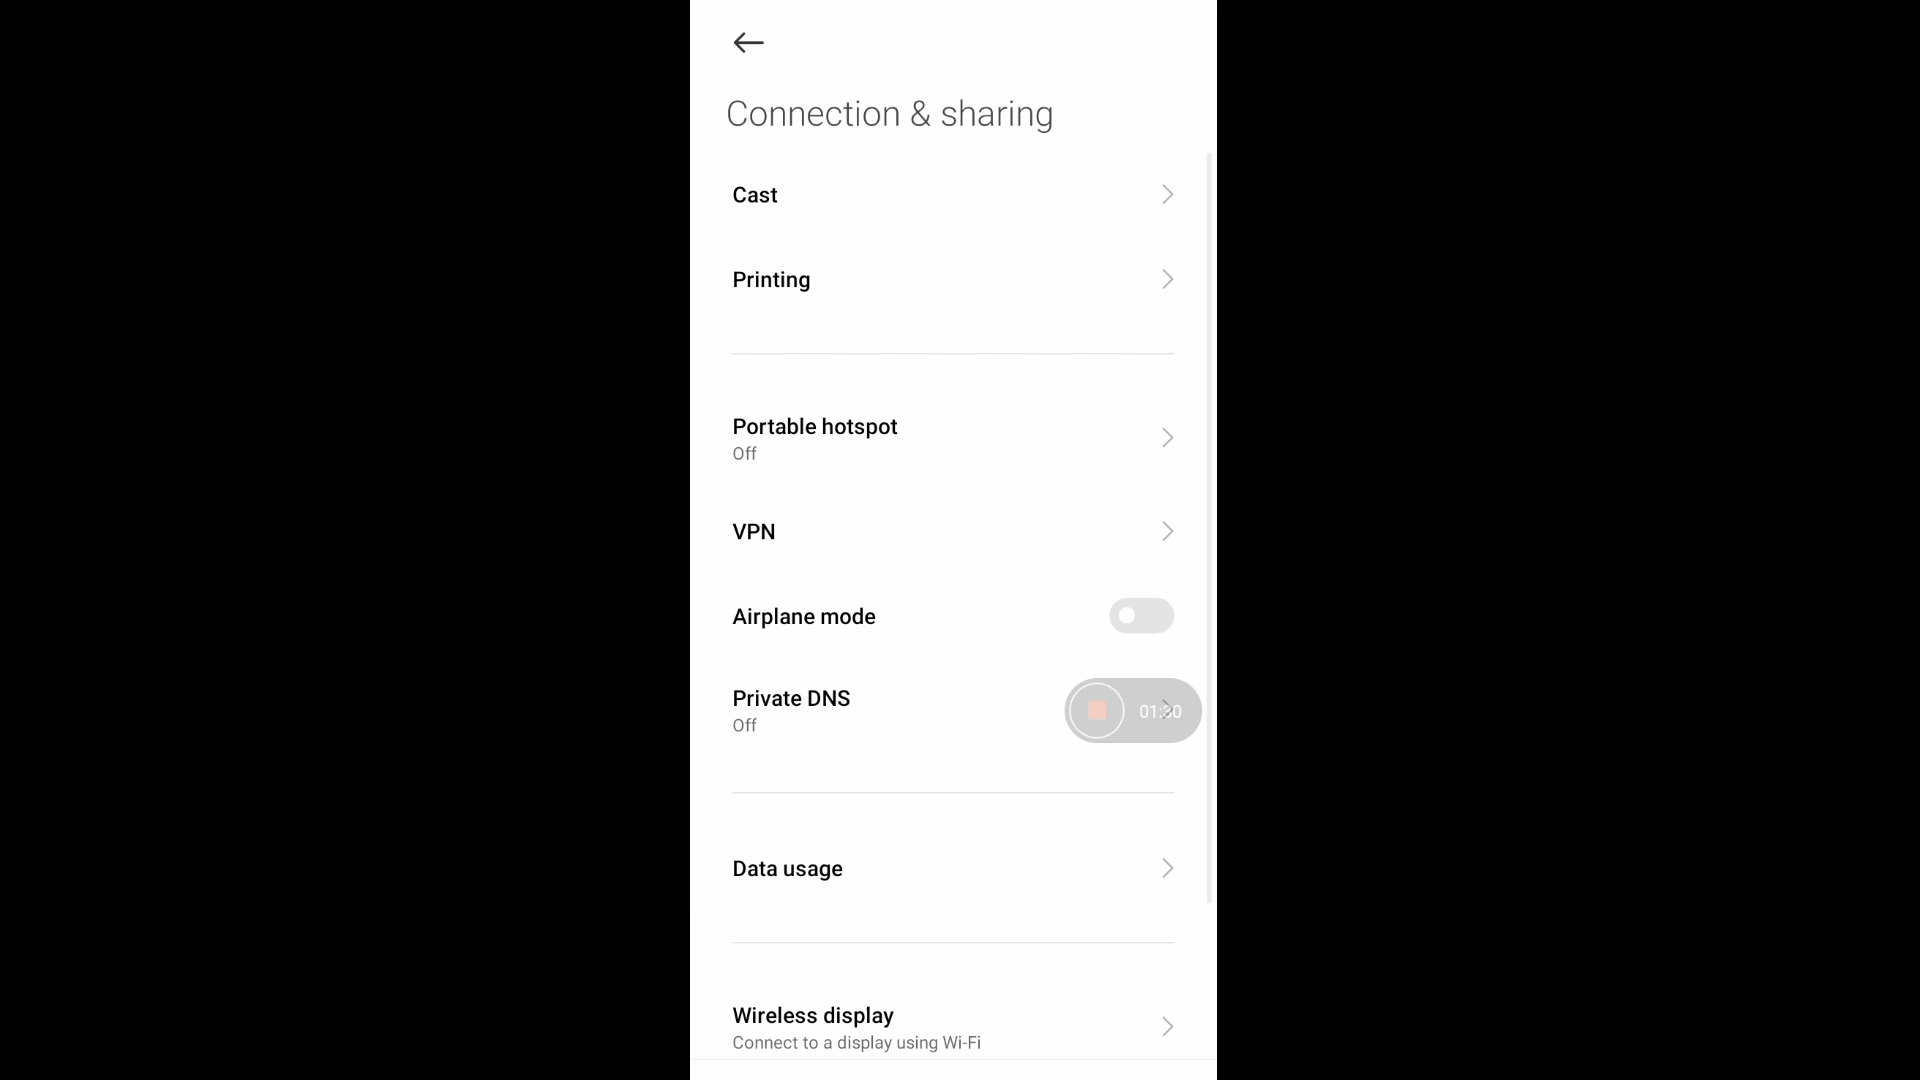 Connection & sharing
Cast
Printing
Portable hotspot
Off
VPN
Airplane mode
Private DNS
Off
01:30
Data usage
Wireless display
Connect to a display using Wi-Fi